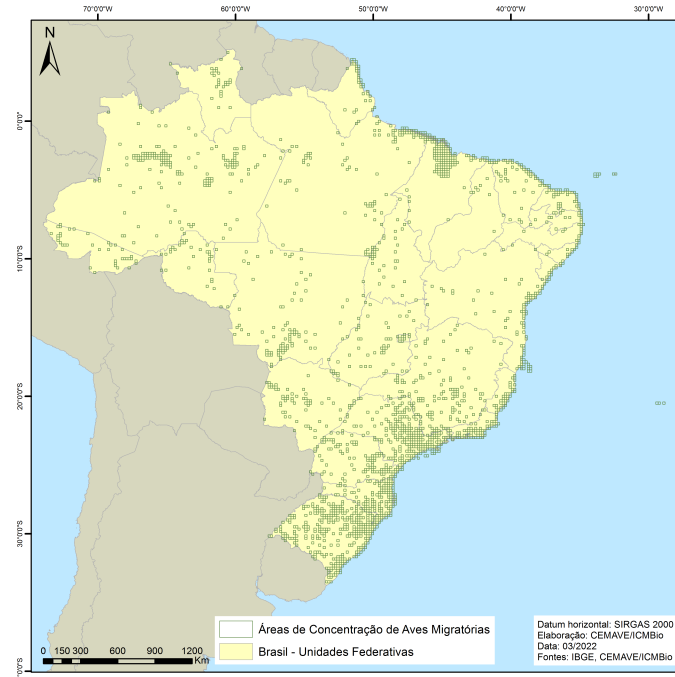 70°0'0"W 60°0'0"W 50°0'0"W 40°0'0"W 30°0'0"W
N
0°0'0"
10°0'0"S
20°0'0"S
30°0'0"S
Áreas de Concentração de Aves Migratórias
Brasil - Unidades Federativas
0 150 300 600 900 1200
Km
Datum horizontal: SIRGAS 2000
Elaboração: CEMAVE/ICMBio
Data: 03/2022
Fontes: IBGE, CEMAVE/ICMBio